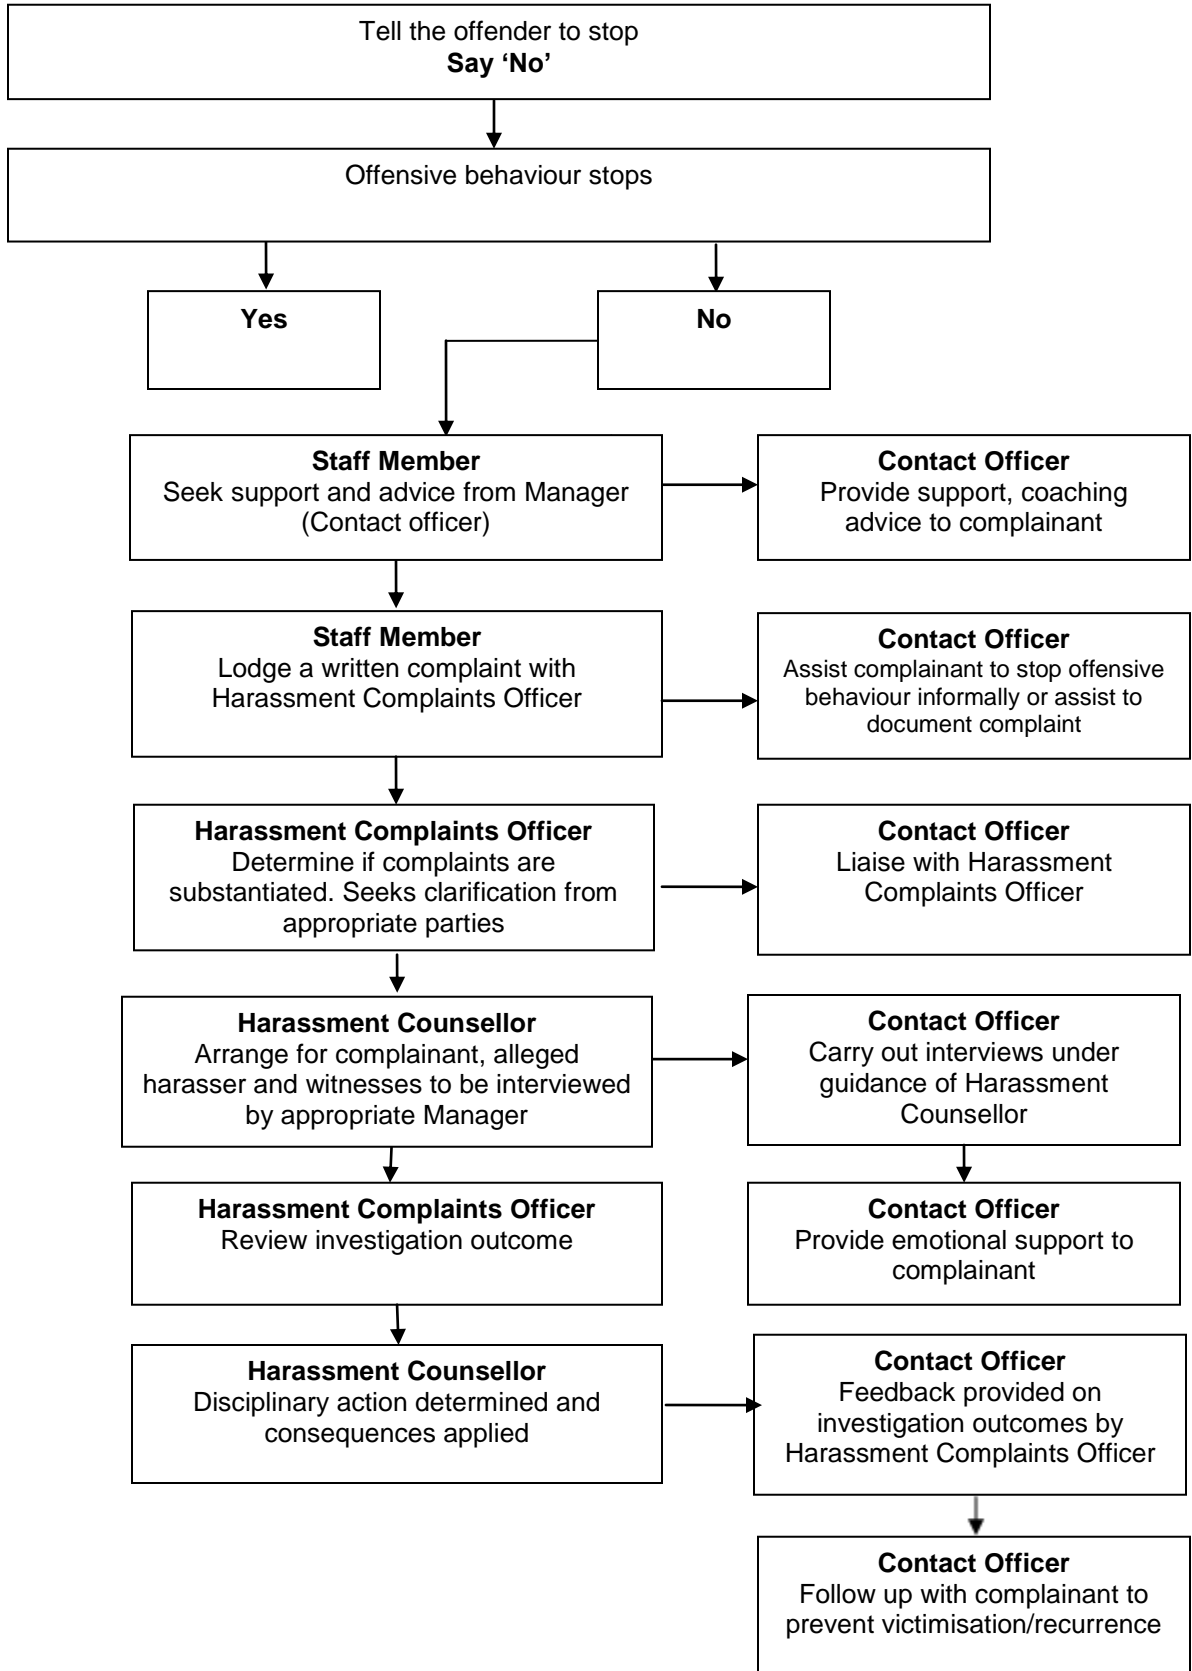 Tell the offender to stop
Say ‘No’
Offensive behaviour stops
Yes
No
Staff Member
Seek support and advice from Manager
(Contact officer)
Contact Officer
Provide support, coaching
advice to complainant
Staff Member
Lodge a written complaint with
Harassment Complaints Officer
Contact Officer
Assist complainant to stop offensive
behaviour informally or assist to
document complaint
Harassment Complaints Officer
Determine if complaints are
substantiated. Seeks clarification from
appropriate parties
Contact Officer
Liaise with Harassment
Complaints Officer
Harassment Counsellor
Arrange for complainant, alleged
harasser and witnesses to be interviewed
by appropriate Manager
Contact Officer
Carry out interviews under
guidance of Harassment
Counsellor
Harassment Complaints Officer
Review investigation outcome
Contact Officer
Provide emotional support to
complainant
Harassment Counsellor
Disciplinary action determined and
consequences applied
Contact Officer
Feedback provided on
investigation outcomes by
Harassment Complaints Officer
Contact Officer
Follow up with complainant to
prevent victimisation/recurrence